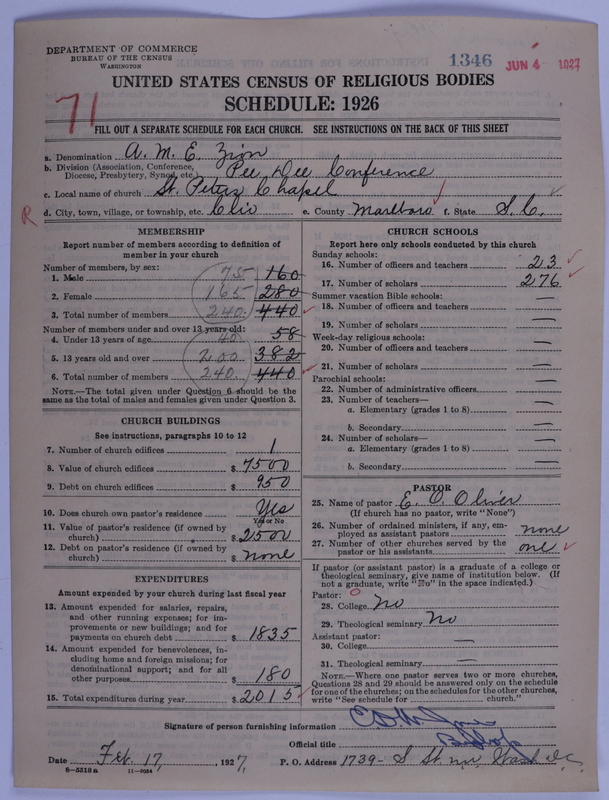 DEPARTMENT OF COMMERCE
BUREAU OF THE CENSUS
WASHINGTON
1346 JUN 4 1927
UNITED STATES CENSUS OF RELIGIOUS BODIES
SCHEDULE: 1926
71
FILL OUT A SEPARATE SCHEDULE FOR EACH CHURCH. SEE INSTRUCTIONS ON THE BACK OF THIS SHEET
a. Denomination A. M. E. Zion
b. Division (Association, Conference, Diocese, Presbytery, Synod, etc.) Pee Dee Conference
c. Local name of church St. Peters Chapel
R d. City, town, village, or township, etc. Clio e. County Marlboro f. State S. C.
MEMBERSHIP
Report number of members according to definition of
member in your church
Number of members, by sex:
1. Male 75 160
2. Female 165 280
3. Total number of members 240 440
Number of members under and over 13 years old:
4. Under 13 years of age 40 58
5. 13 years old and over 200 382
6. Total number of members 240 440
NOTE.—The total given under Question 6 should be
same as the total of males and females given under Question 3.
CHURCH BUILDINGS
See instructions, paragraphs 10 to 12
7. Number of church edifices 1
8. Value of church edifices $ 7500
9. Debt on church edifices $ 950
10. Does church own pastor's residence? Yes
Yes or No
11. Value of pastor's residence (if owned by
church) $ 2500
12. Debt on pastor's residence (if owned by
church) $ none
EXPENDITURES
Amount expended by your church during last fiscal year
13. Amount expended for salaries, repairs,
and other running expenses; for im-
provements or new buildings; and for
payments on church debt $ 1835
14. Amount expended for benevolences, in-
cluding home and foreign missions; for
denominational support; and for all
other purposes $ 180
15. Total expenditures during year $ 2015
CHURCH SCHOOLS
Report here only schools conducted by this church
Sunday schools:
16. Number of officers and teachers 23
17. Number of scholars 276
Summer vacation Bible schools:
18. Number of officers and teachers —
19. Number of scholars —
Week-day religious schools:
20. Number of officers and teachers —
21. Number of scholars —
Parochial schools:
22. Number of administrative officers —
23. Number of teachers—
a. Elementary (grades 1 to 8) —
b. Secondary —
24. Number of scholars—
a. Elementary (grades 1 to 8) —
b. Secondary —
PASTOR
25. Name of pastor E. O. Oliver
(If church has no pastor, write "None")
26. Number of ordained ministers, if any, em-
ployed as assistant pastors none
27. Number of other churches served by the
pastor or his assistants one
If pastor (or assistant pastor) is a graduate of a college or
theological seminary, give name of institution below. (If
not a graduate, write "No" in the space indicated.)
Pastor:
28. College No
29. Theological seminary No
Assistant pastor:
30. College —
31. Theological seminary —
NOTE.—Where one pastor serves two or more churches,
Questions 28 and 29 should be answered only on the schedule
for one of the churches; on the schedules for the other churches,
write "See schedule for church."
Signature of person furnishing information
Official title Bishop
Date Feb. 17, 1927. P. O. Address 1739- S St. nw, Wash D.C.
8-5318a 11-9054